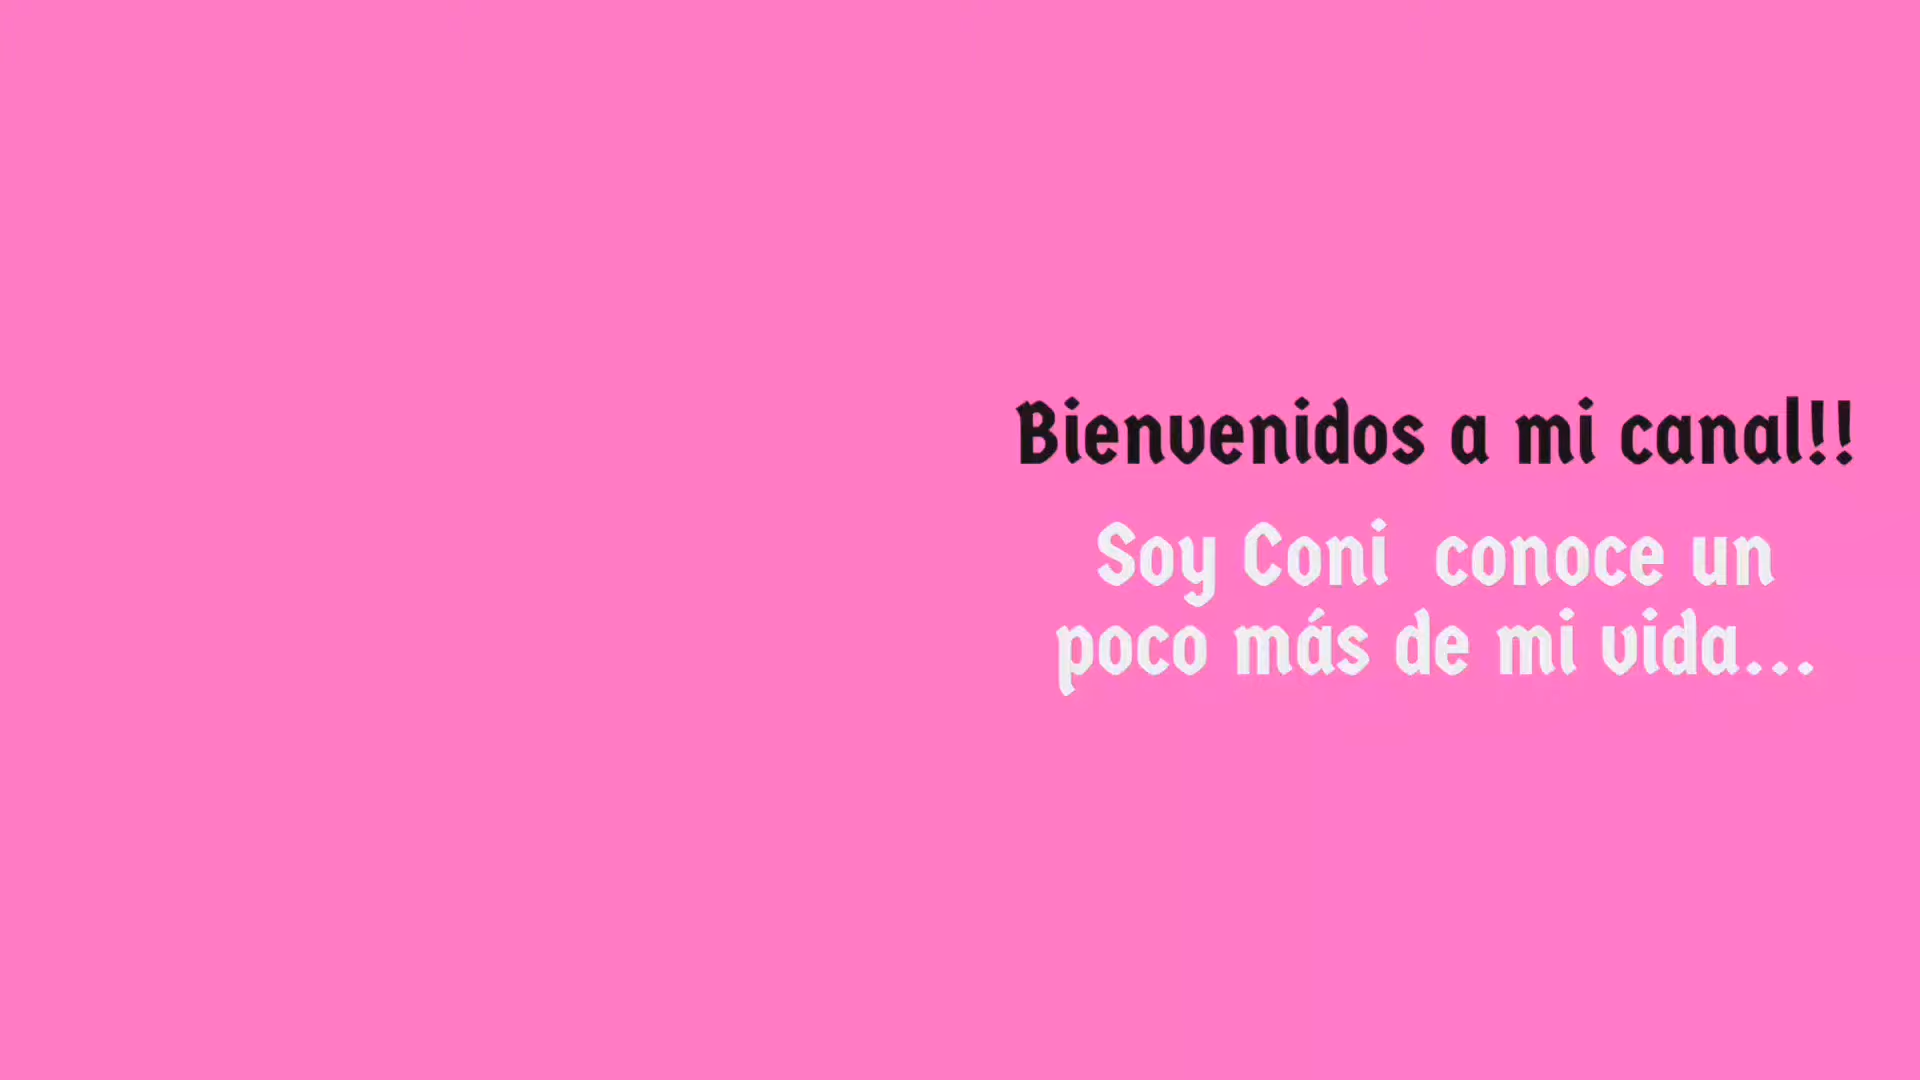 Bienvenidos a mi canal!!
Soy Coni conoce un
poco más de mi vida...